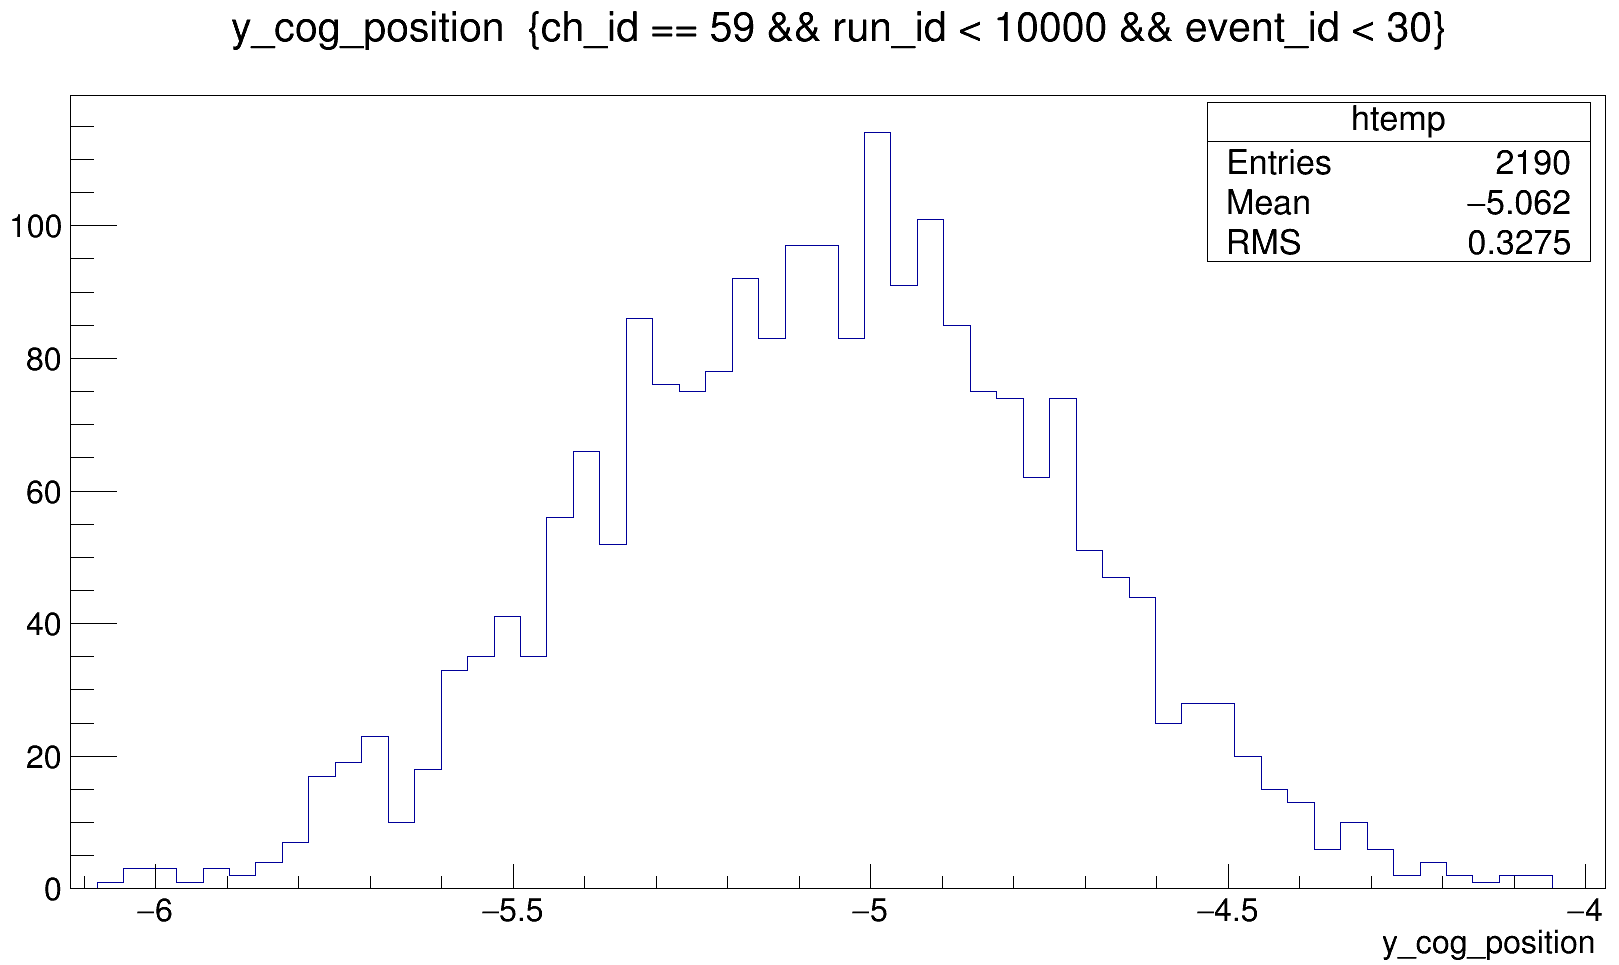 y_cog_position {ch_id == 59 && run_id < 10000 && event_id < 30}
htemp
Entries 2190
Mean −5.062
RMS 0.3275
100
80
60
40
20
0
−6 −5.5 −5 −4.5 −4
y_cog_position